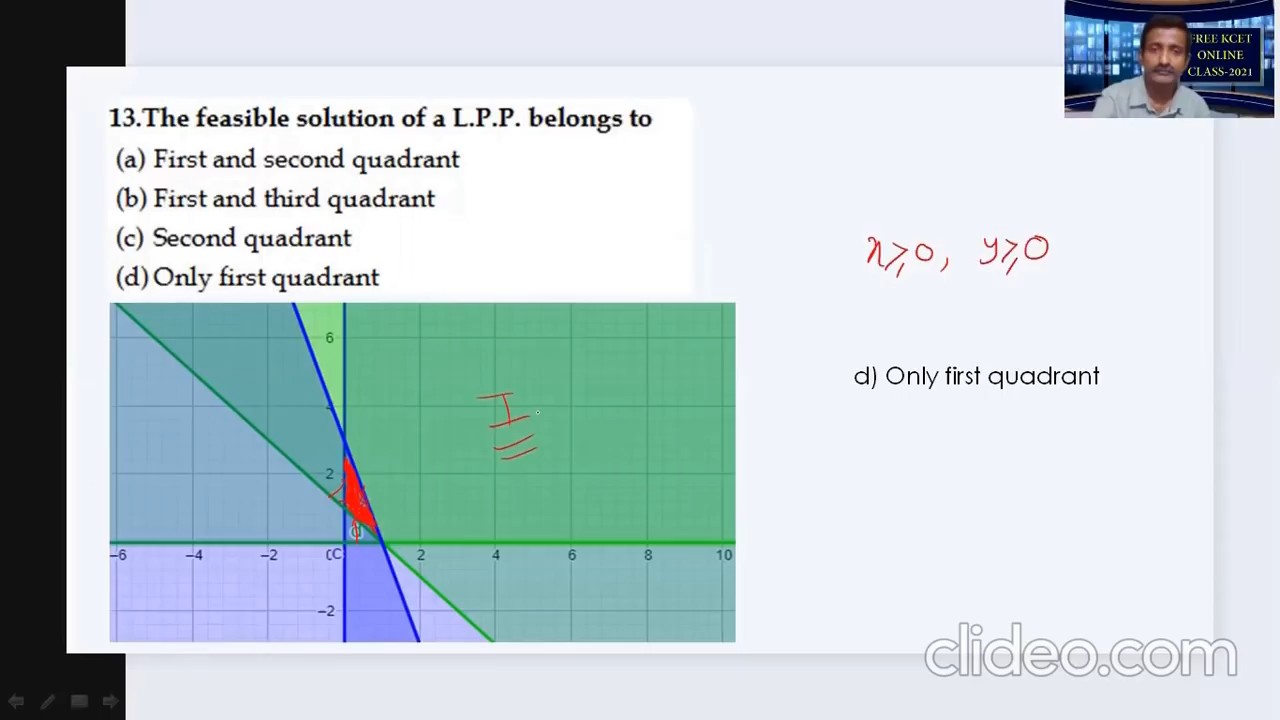 FREE KCET
ONLINE
CLASS-2021
13.The feasible solution of a L.P.P. belongs to
(a) First and second quadrant
(b) First and third quadrant
(c) Second quadrant
(d) Only first quadrant
x≥0, y≥0
d) Only first quadrant
6
4
I
2
d
-6 -4 -2 (C 2 4 6 8 10
-2
clideo.com